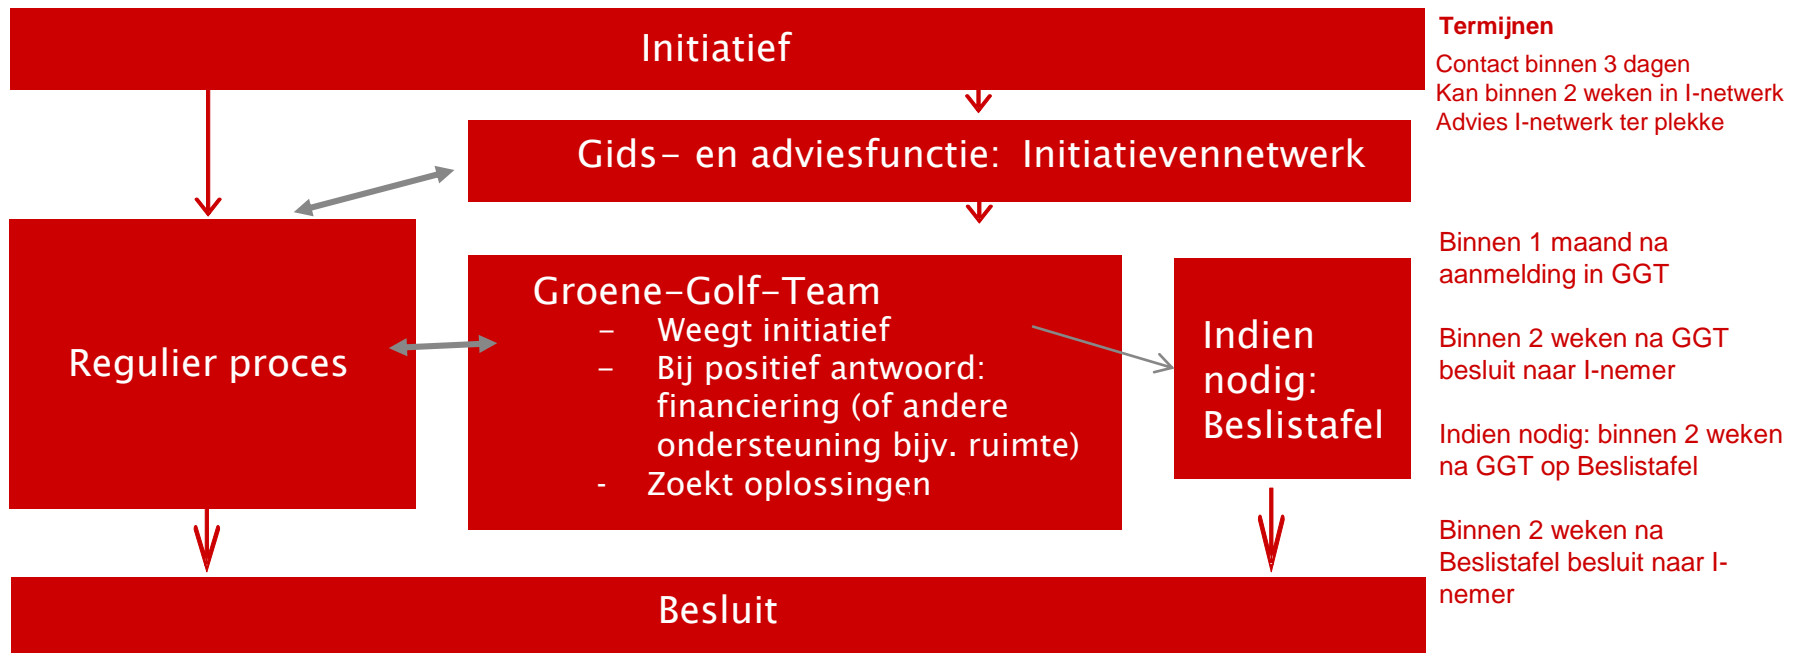 Initiatief
Gids- en adviesfunctie: Initiatievennetwerk
Regulier proces
Groene-Golf-Team
- Weegt initiatief
- Bij positief antwoord:
financiering (of andere
ondersteuning bijv. ruimte)
- Zoekt oplossingen
Indien
nodig:
Beslistafel
Besluit
Termijnen
Contact binnen 3 dagen
Kan binnen 2 weken in I-netwerk
Advies I-netwerk ter plekke
Binnen 1 maand na
aanmelding in GGT
Binnen 2 weken na GGT
besluit naar I-nemer
Indien nodig: binnen 2 weken
na GGT op Beslistafel
Binnen 2 weken na
Beslistafel besluit naar I-
nemer